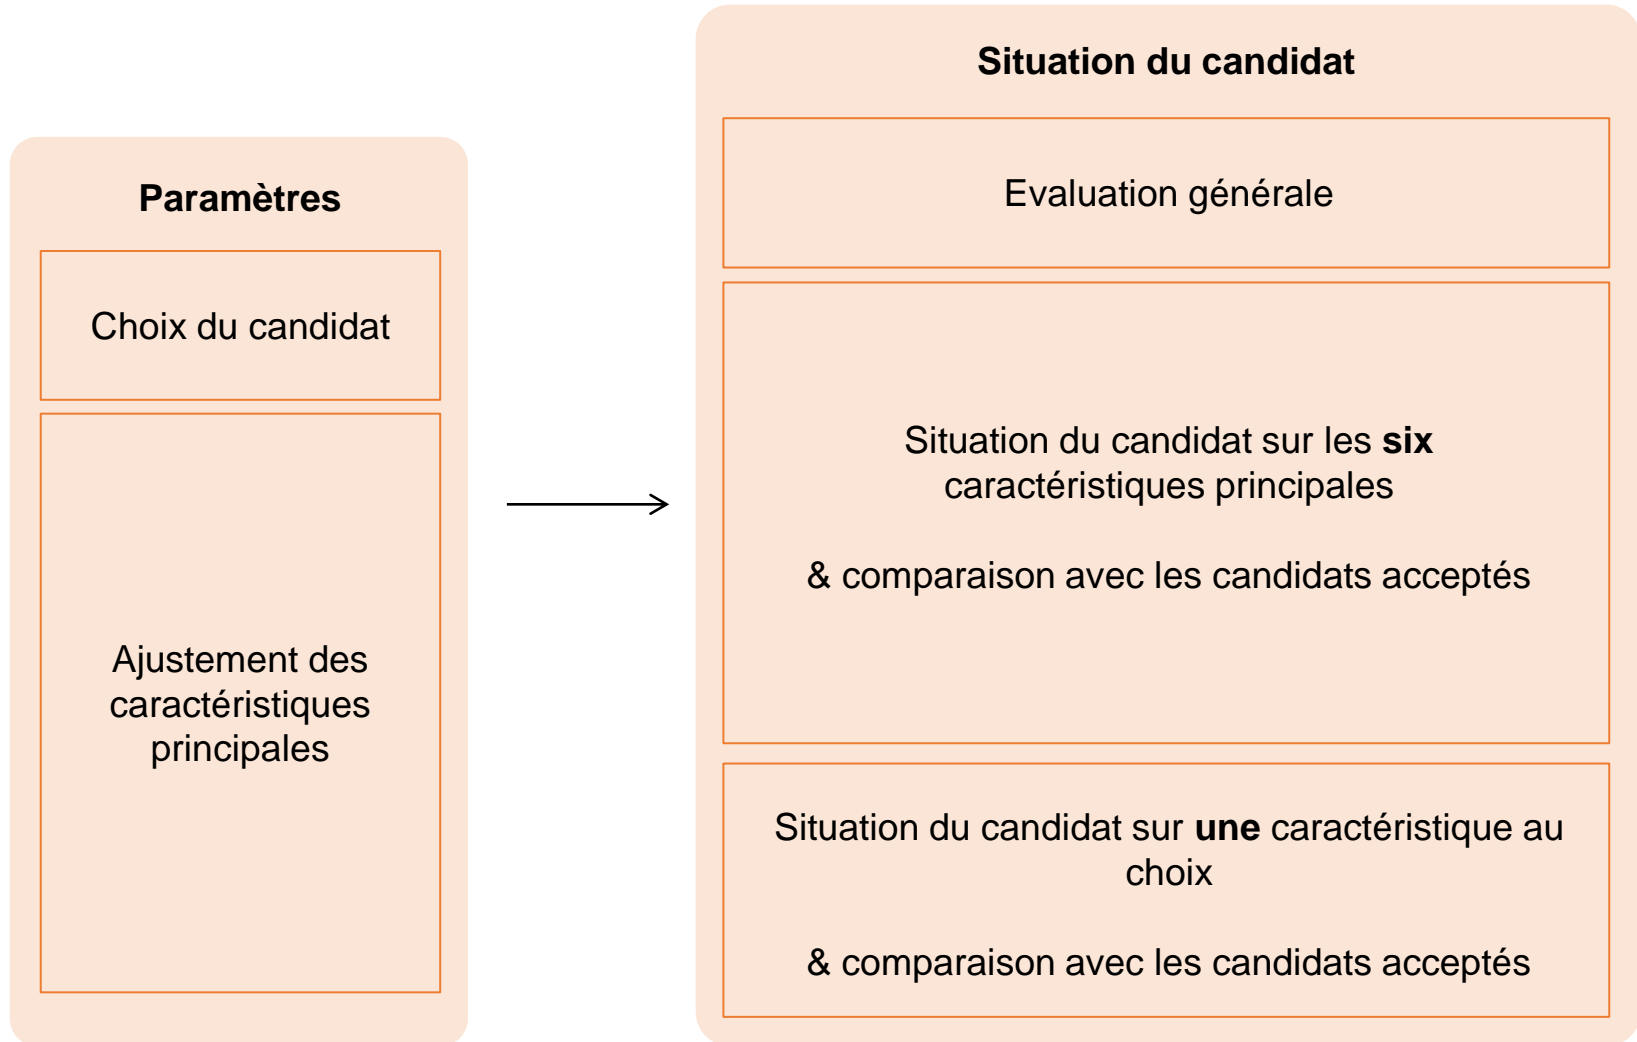 Paramètres
Choix du candidat
Ajustement des
caractéristiques
principales
Situation du candidat
Evaluation générale
Situation du candidat sur les six
caractéristiques principales
& comparaison avec les candidats acceptés
Situation du candidat sur une caractéristique au
choix
& comparaison avec les candidats acceptés